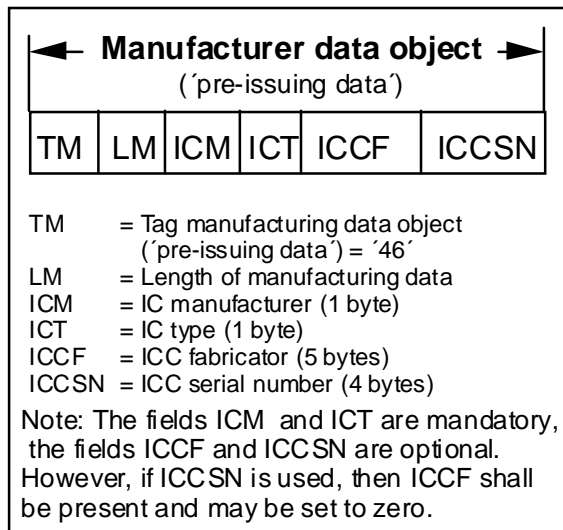 Manufacturer data object
(´pre-issuing data´)
TM LM ICM ICT ICCF ICCSN
TM = Tag manufacturing data object
(´pre-issuing data´) = ´46´
LM = Length of manufacturing data
ICM = IC manufacturer (1 byte)
ICT = IC type (1 byte)
ICCF = ICC fabricator (5 bytes)
ICCSN = ICC serial number (4 bytes)
Note: The fields ICM and ICT are mandatory,
the fields ICCF and ICCSN are optional.
However, if ICCSN is used, then ICCF shall
be present and may be set to zero.